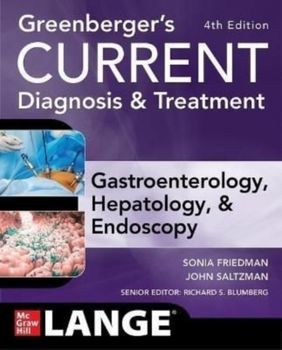 Greenberger's
4th Edition
CURRENT
Diagnosis & Treatment
Gastroenterology,
Hepatology, &
Endoscopy
SONIA FRIEDMAN
JOHN SALTZMAN
SENIOR EDITOR: RICHARD S. BLUMBERG
Mc
Graw
Hill
LANGE®